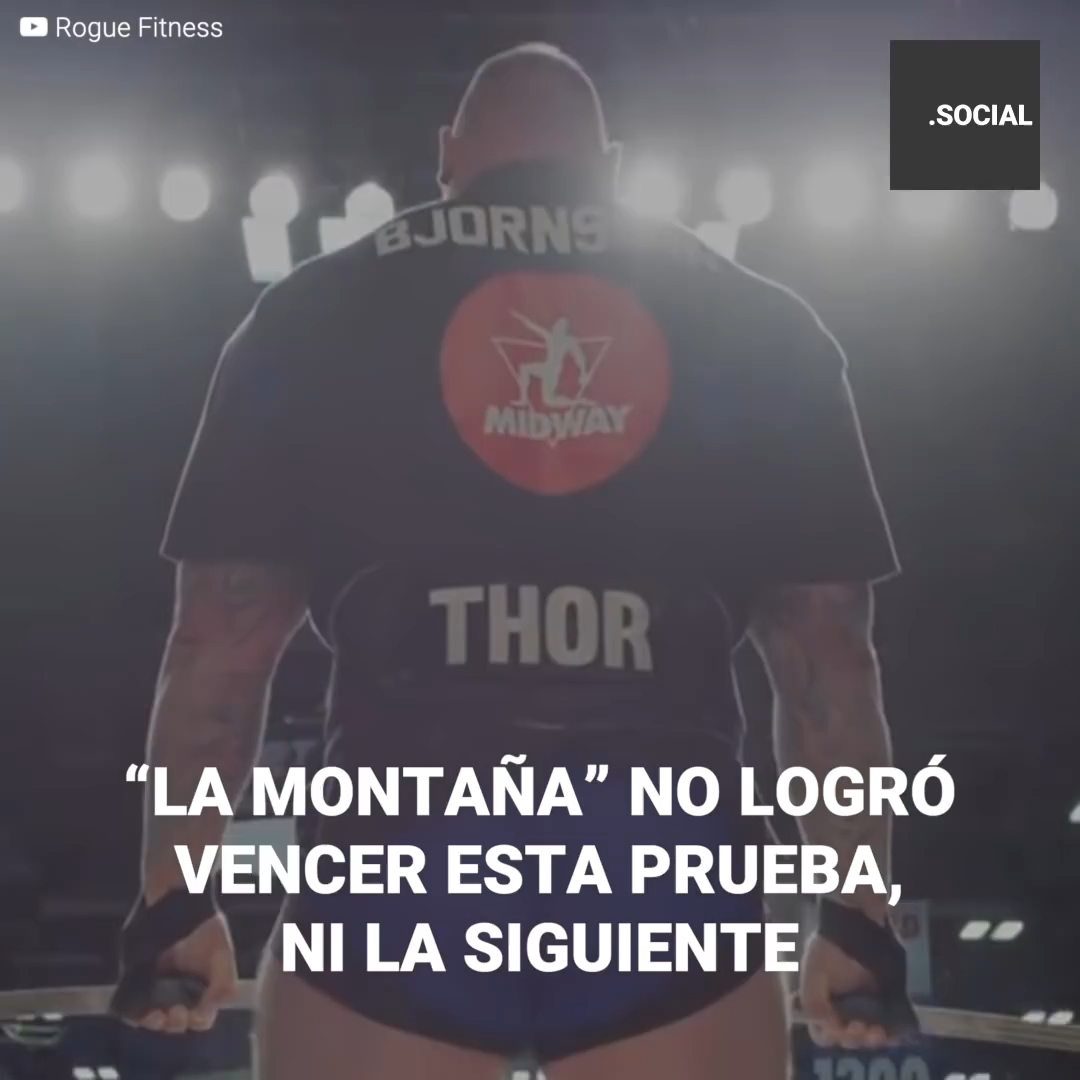 Rogue Fitness
.SOCIAL
BJORNS
MIDWAY
THOR
“LA MONTAÑA” NO LOGRÓ
VENCER ESTA PRUEBA,
NI LA SIGUIENTE